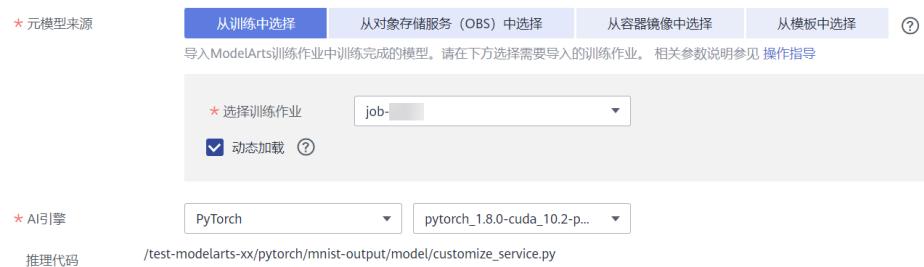 * 元模型来源 从训练中选择 从对象存储服务（OBS）中选择 从容器镜像中选择 从模板中选择
导入ModelArts训练作业中训练完成的模型。请在下方选择需要导入的训练作业。 相关参数说明参见 操作指导
* 选择训练作业 job-
动态加载
* AI引擎 PyTorch pytorch_1.8.0-cuda_10.2-p...
推理代码 /test-modelarts-xx/pytorch/mnist-output/model/customize_service.py